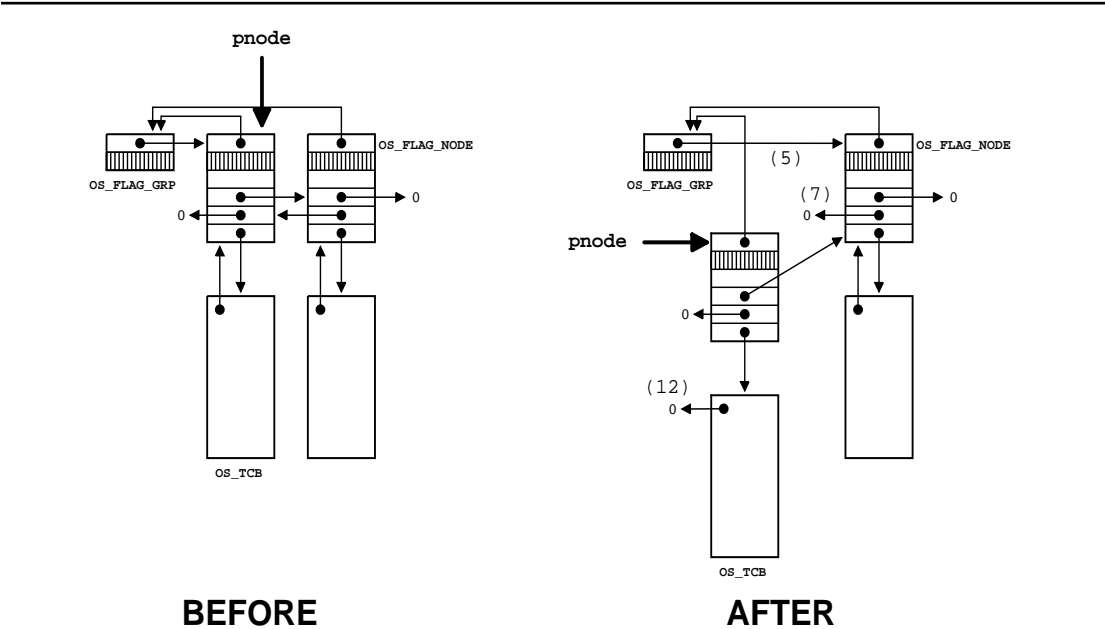 pnode
OS_FLAG_NODE
OS_FLAG_GRP
0
0
OS_TCB
BEFORE
OS_FLAG_NODE
(5)
OS_FLAG_GRP
(7)
0
0
pnode
0
(12)
0
OS_TCB
AFTER